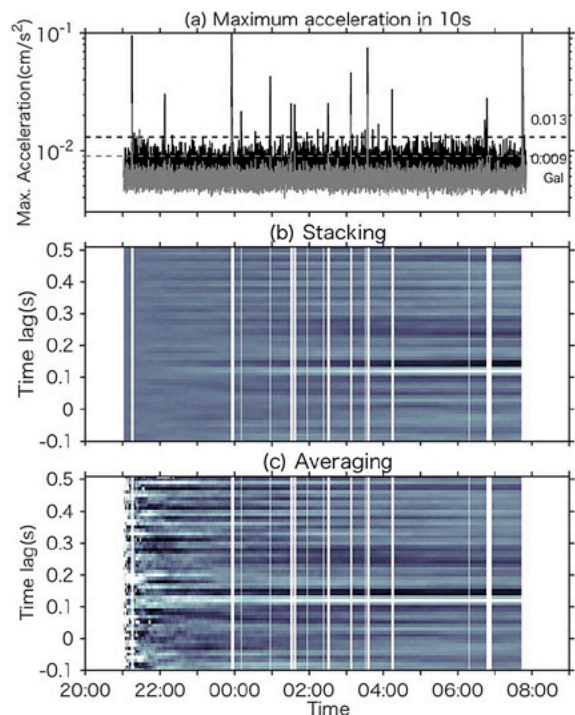 (a) Maximum acceleration in 10s
Max. Acceleration(cm/s²)
10⁻¹
10⁻²
0.013
0.009
Gal
(b) Stacking
Time lag(s)
0.5
0.4
0.3
0.2
0.1
0
-0.1
(c) Averaging
Time lag(s)
0.5
0.4
0.3
0.2
0.1
0
-0.1
20:00 22:00 00:00 02:00 04:00 06:00 08:00
Time